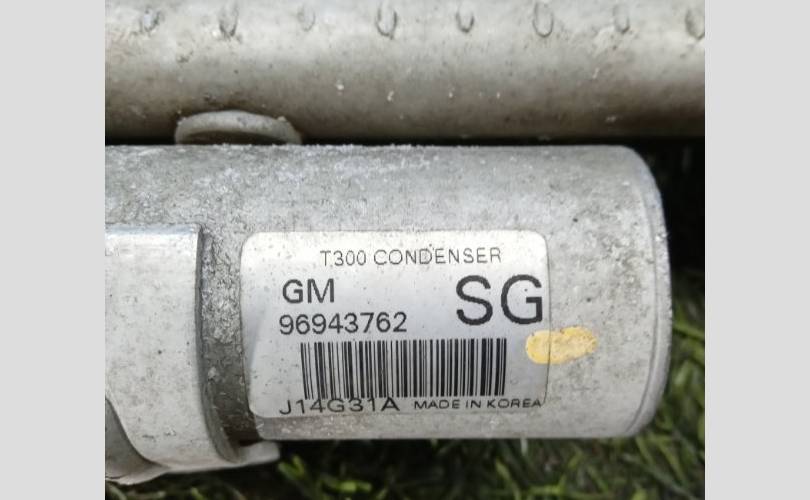 T300 CONDENSER
GM SG
96943762
J14G31A MADE IN KOREA